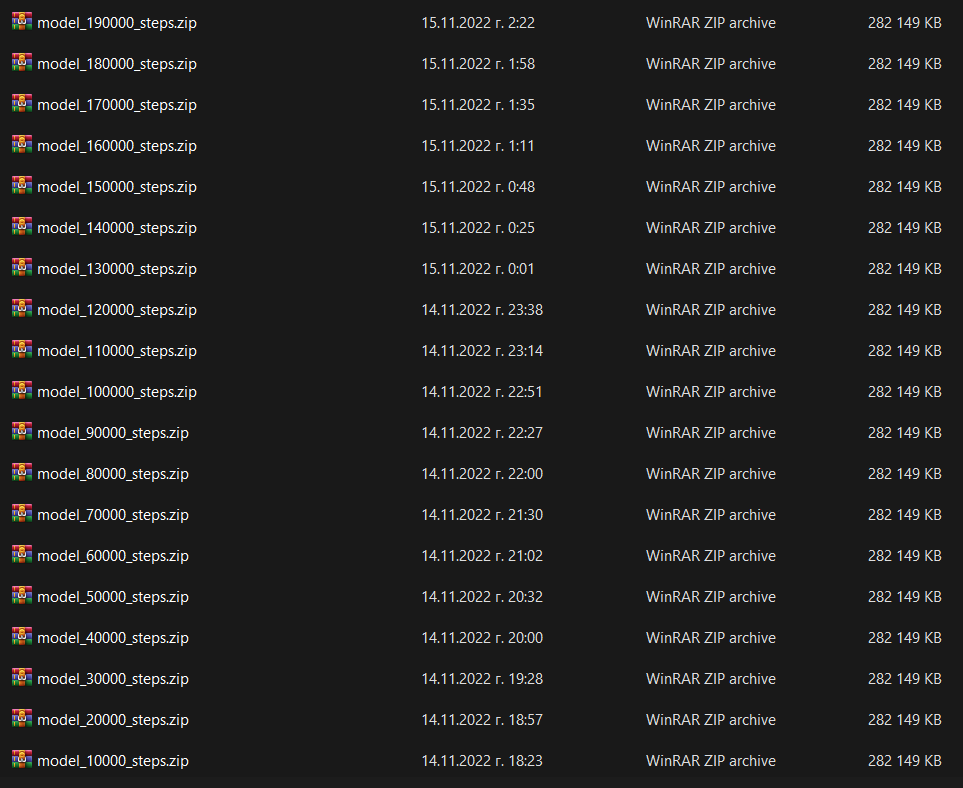 model_190000_steps.zip 15.11.2022 г. 2:22 WinRAR ZIP archive 282 149 KB
model_180000_steps.zip 15.11.2022 г. 1:58 WinRAR ZIP archive 282 149 KB
model_170000_steps.zip 15.11.2022 г. 1:35 WinRAR ZIP archive 282 149 KB
model_160000_steps.zip 15.11.2022 г. 1:11 WinRAR ZIP archive 282 149 KB
model_150000_steps.zip 15.11.2022 г. 0:48 WinRAR ZIP archive 282 149 KB
model_140000_steps.zip 15.11.2022 г. 0:25 WinRAR ZIP archive 282 149 KB
model_130000_steps.zip 15.11.2022 г. 0:01 WinRAR ZIP archive 282 149 KB
model_120000_steps.zip 14.11.2022 г. 23:38 WinRAR ZIP archive 282 149 KB
model_110000_steps.zip 14.11.2022 г. 23:14 WinRAR ZIP archive 282 149 KB
model_100000_steps.zip 14.11.2022 г. 22:51 WinRAR ZIP archive 282 149 KB
model_90000_steps.zip 14.11.2022 г. 22:27 WinRAR ZIP archive 282 149 KB
model_80000_steps.zip 14.11.2022 г. 22:00 WinRAR ZIP archive 282 149 KB
model_70000_steps.zip 14.11.2022 г. 21:30 WinRAR ZIP archive 282 149 KB
model_60000_steps.zip 14.11.2022 г. 21:02 WinRAR ZIP archive 282 149 KB
model_50000_steps.zip 14.11.2022 г. 20:32 WinRAR ZIP archive 282 149 KB
model_40000_steps.zip 14.11.2022 г. 20:00 WinRAR ZIP archive 282 149 KB
model_30000_steps.zip 14.11.2022 г. 19:28 WinRAR ZIP archive 282 149 KB
model_20000_steps.zip 14.11.2022 г. 18:57 WinRAR ZIP archive 282 149 KB
model_10000_steps.zip 14.11.2022 г. 18:23 WinRAR ZIP archive 282 149 KB